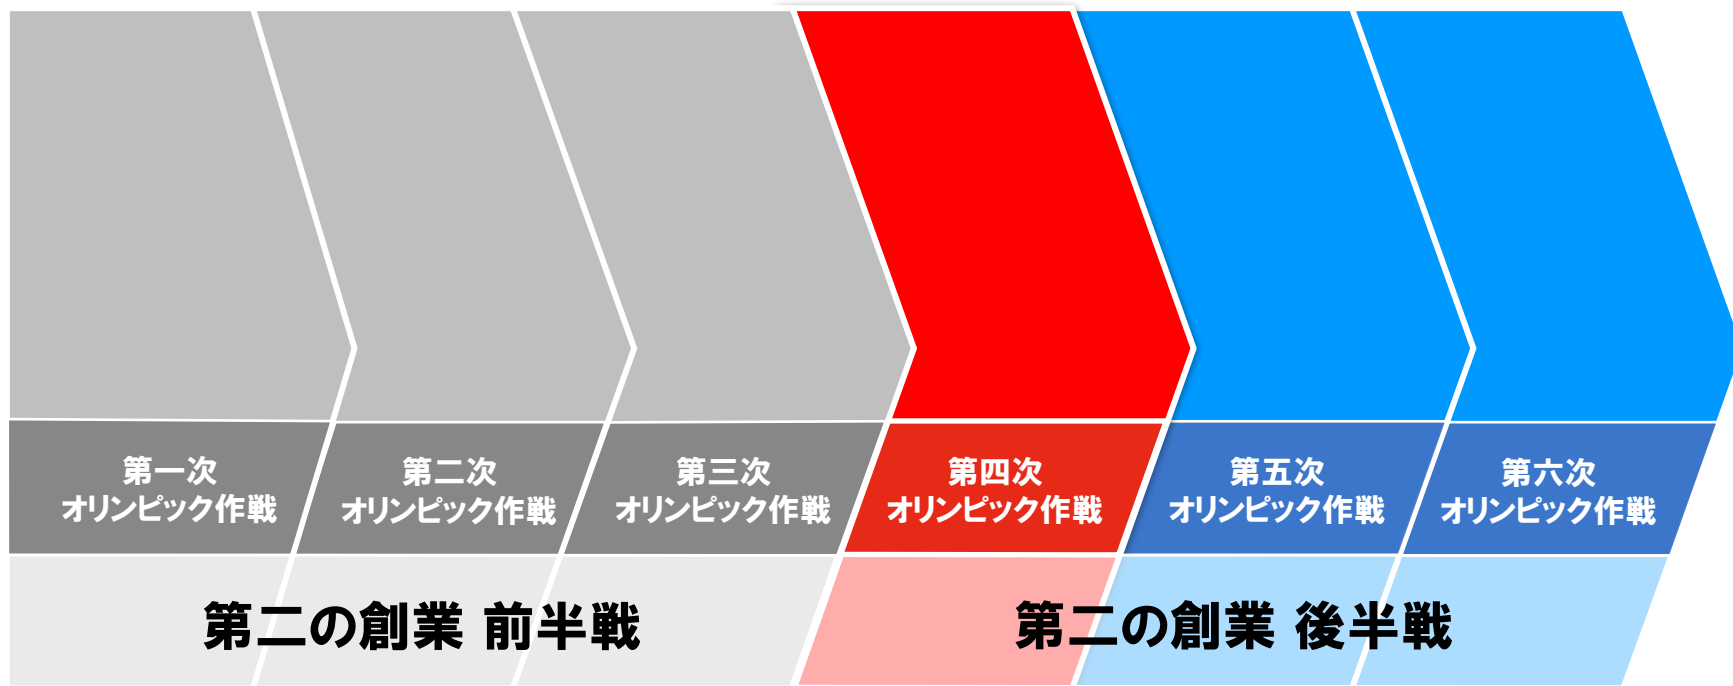 第一次
オリンピック作戦
第二次
オリンピック作戦
第三次
オリンピック作戦
第四次
オリンピック作戦
第五次
オリンピック作戦
第六次
オリンピック作戦
第二の創業 前半戦
第二の創業 後半戦